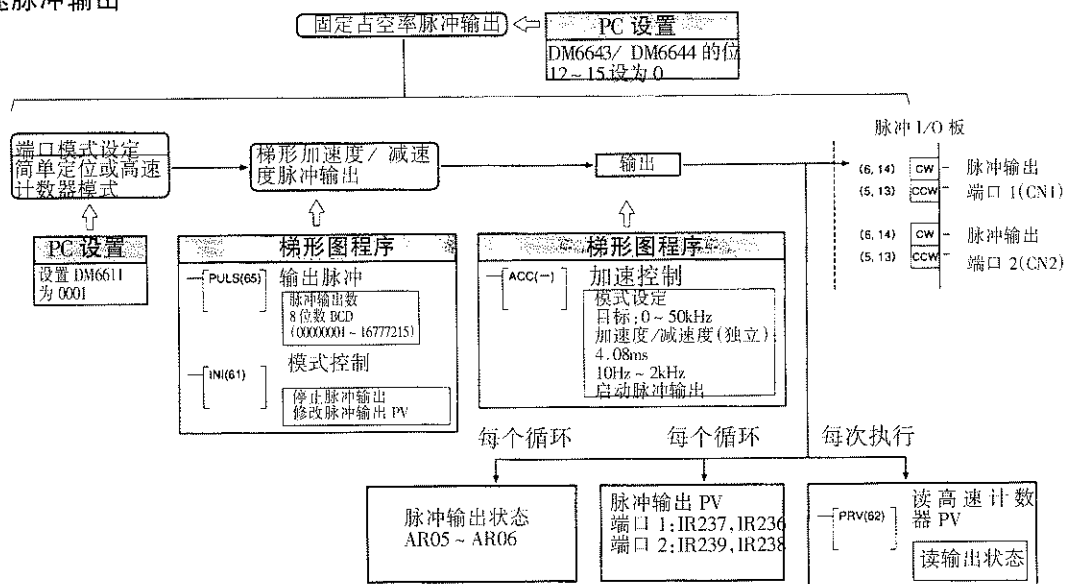 脉冲输出
固定占空率脉冲输出
PC 设置
DM6643/ DM6644 的位
12~15 设为 0
端口模式设定
简单定位或高速
计数器模式
梯形加速度/ 减速
度脉冲输出
输出
脉冲 I/O 板
(6, 14) CW 脉冲输出
(5, 13) CCW 端口 1(CN1)
(6, 14) CW 脉冲输出
(5, 13) CCW 端口 2(CN2)
PC 设置
设置 DM6611
为 0001
梯形图程序
PULS(65) 输出脉冲
脉冲输出数
8 位数 BCD
(00000001~16777215)
INI(61) 模式控制
停止脉冲输出
修改脉冲输出 PV
梯形图程序
ACC(—) 加速控制
模式设定
目标;0~50kHz
加速度/减速度(独立)
4.08ms
10Hz~2kHz
启动脉冲输出
每个循环
每个循环
每次执行
脉冲输出状态
AR05~AR06
脉冲输出 PV
端口 1:IR237,IR236
端口 2:IR239,IR238
PRV(62) 读高速计数
器 PV
读输出状态